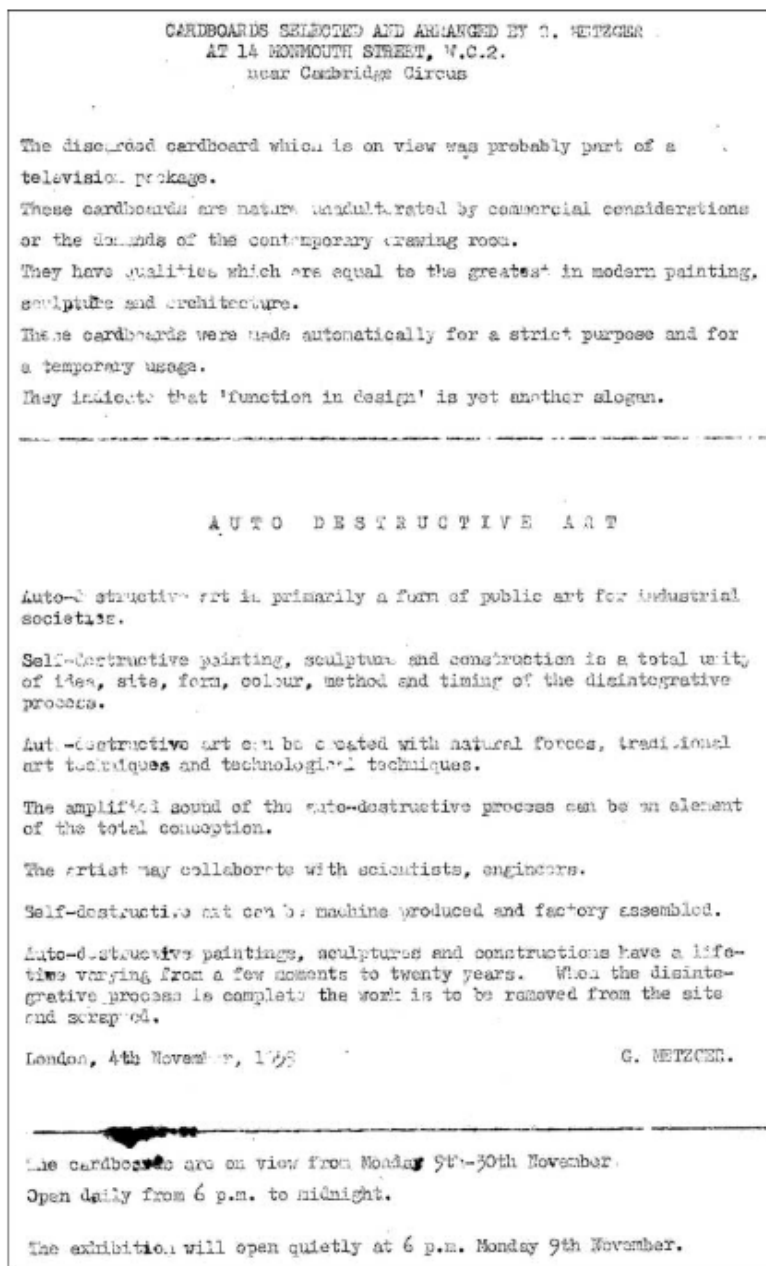 CARDBOARDS SELECTED AND ARRANGED BY G. METZGER
AT 14 MONMOUTH STREET, W.C.2.
near Cambridge Circus
The discarded cardboard which is on view was probably part of a
television package.
These cardboards are nature unadulterated by commercial considerations
or the demands of the contemporary drawing room.
They have qualities which are equal to the greatest in modern painting,
sculpture and architecture.
These cardboards were made automatically for a strict purpose and for
a temporary usage.
They indicate that 'function in design' is yet another slogan.
AUTO DESTRUCTIVE ART
Auto-destructive art is primarily a form of public art for industrial
societies.
Self-destructive painting, sculpture and construction is a total unity
of idea, site, form, colour, method and timing of the disintegrative
process.
Auto-destructive art can be created with natural forces, traditional
art techniques and technological techniques.
The amplified sound of the auto-destructive process can be an element
of the total conception.
The artist may collaborate with scientists, engineers.
Self-destructive art can be machine produced and factory assembled.
Auto-destructive paintings, sculptures and constructions have a life-
time varying from a few moments to twenty years. When the disinte-
grative process is complete the work is to be removed from the site
and scrapped.
London, 4th November, 1959 G. METZGER.
The cardboards are on view from Monday 9th-30th November.
Open daily from 6 p.m. to midnight.
The exhibition will open quietly at 6 p.m. Monday 9th November.